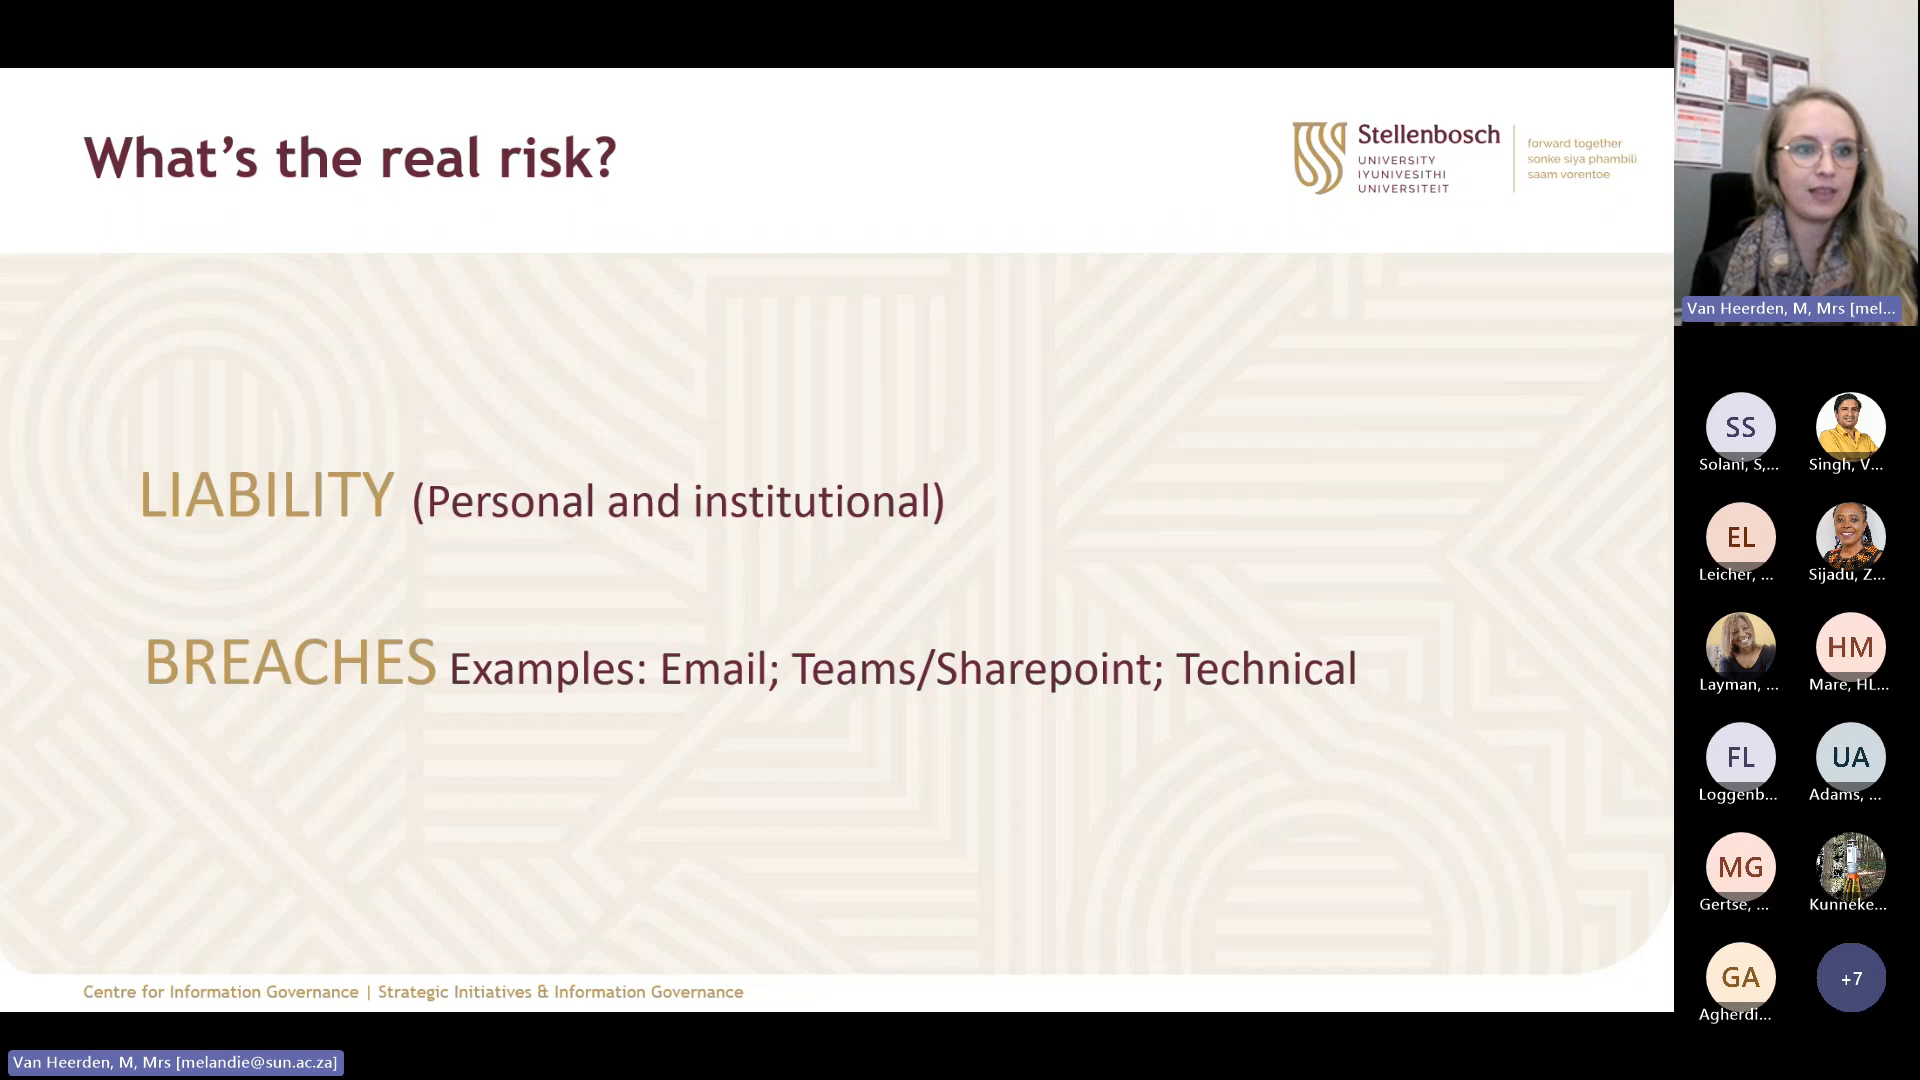 What's the real risk?
Stellenbosch
UNIVERSITY
IYUNIVESITHI
UNIVERSITEIT
forward together
sonke siya phambili
saam vorentoe
LIABILITY (Personal and institutional)
BREACHES Examples: Email; Teams/Sharepoint; Technical
Centre for Information Governance | Strategic Initiatives & Information Governance
Van Heerden, M, Mrs [melandie@sun.ac.za]
Van Heerden, M, Mrs [mel...
SS
Solani, S,...
Singh, V...
EL
Leicher, ...
Sijadu, Z...
Layman, ...
HM
Mare, HL...
FL
Loggenb...
UA
Adams, ...
MG
Gertse, ...
Kunneke...
GA
Agherdi...
+7